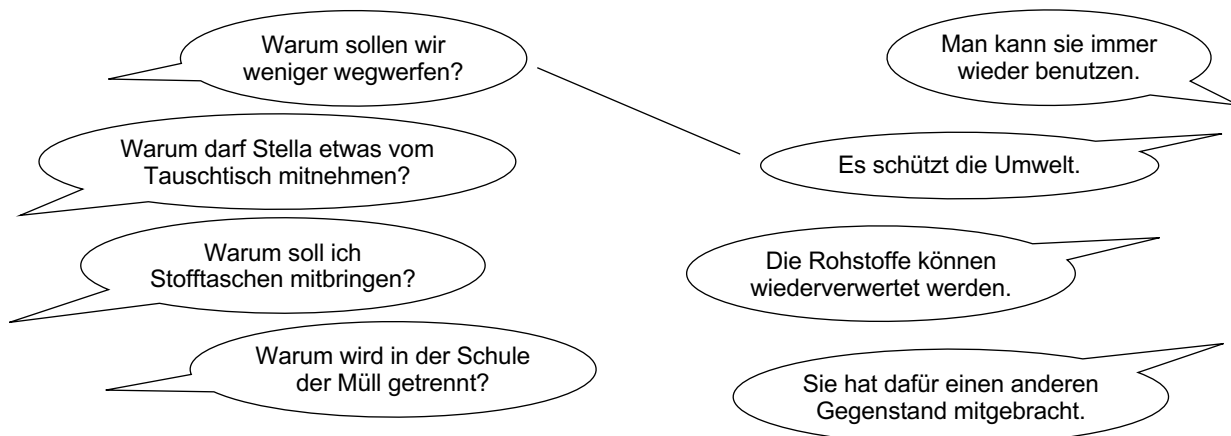 Warum sollen wir
weniger wegwerfen?
Warum darf Stella etwas vom
Tauschtisch mitnehmen?
Warum soll ich
Stofftaschen mitbringen?
Warum wird in der Schule
der Müll getrennt?
Man kann sie immer
wieder benutzen.
Es schützt die Umwelt.
Die Rohstoffe können
wiederverwertet werden.
Sie hat dafür einen anderen
Gegenstand mitgebracht.